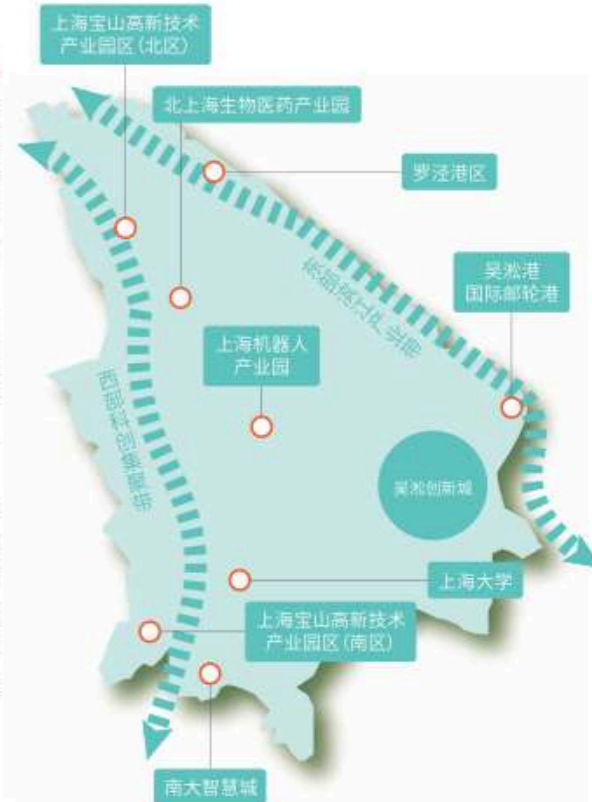 上海宝山高新技术
产业园区(北区)
北上海生物医药产业园
罗泾港区
吴淞港
国际邮轮港
上海机器人
产业园
西部科创集聚带
吴淞创新城
上海大学
上海宝山高新技术
产业园区(南区)
南大智慧城